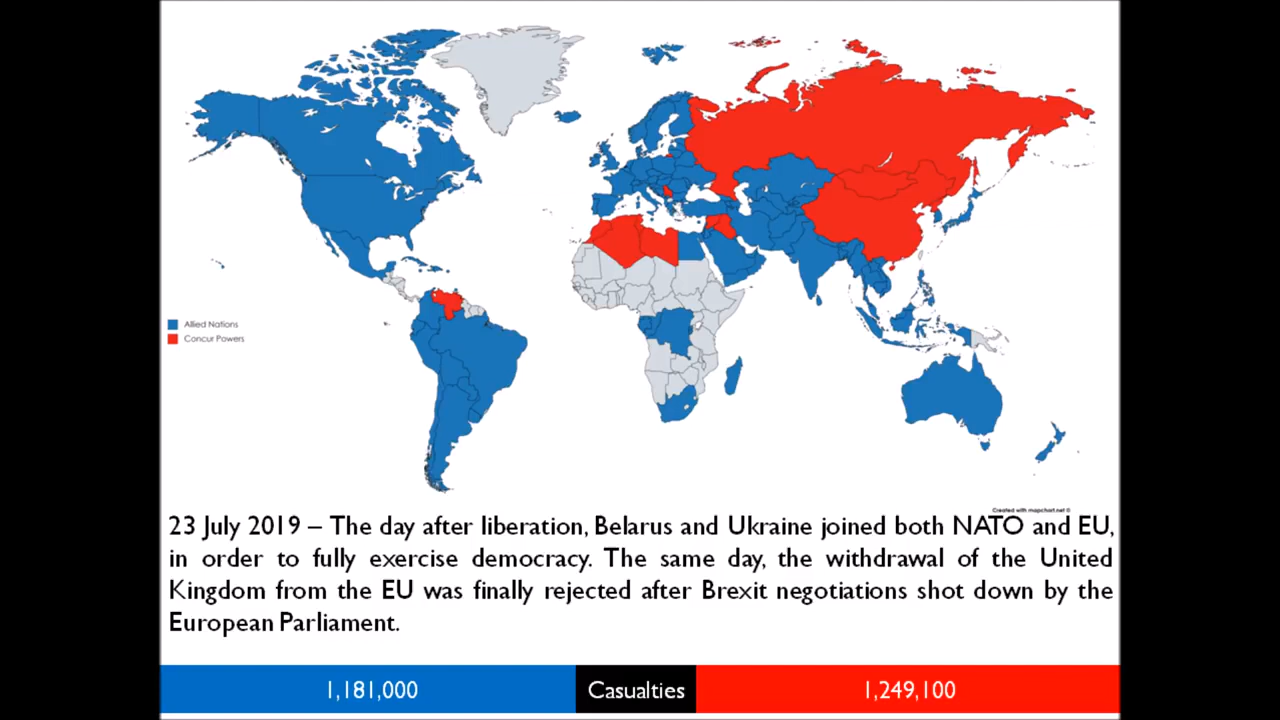 Allied Nations
Concur Powers
Created with mapchart.net ©
23 July 2019 – The day after liberation, Belarus and Ukraine joined both NATO and EU,
in order to fully exercise democracy. The same day, the withdrawal of the United
Kingdom from the EU was finally rejected after Brexit negotiations shot down by the
European Parliament.
1,181,000 Casualties 1,249,100